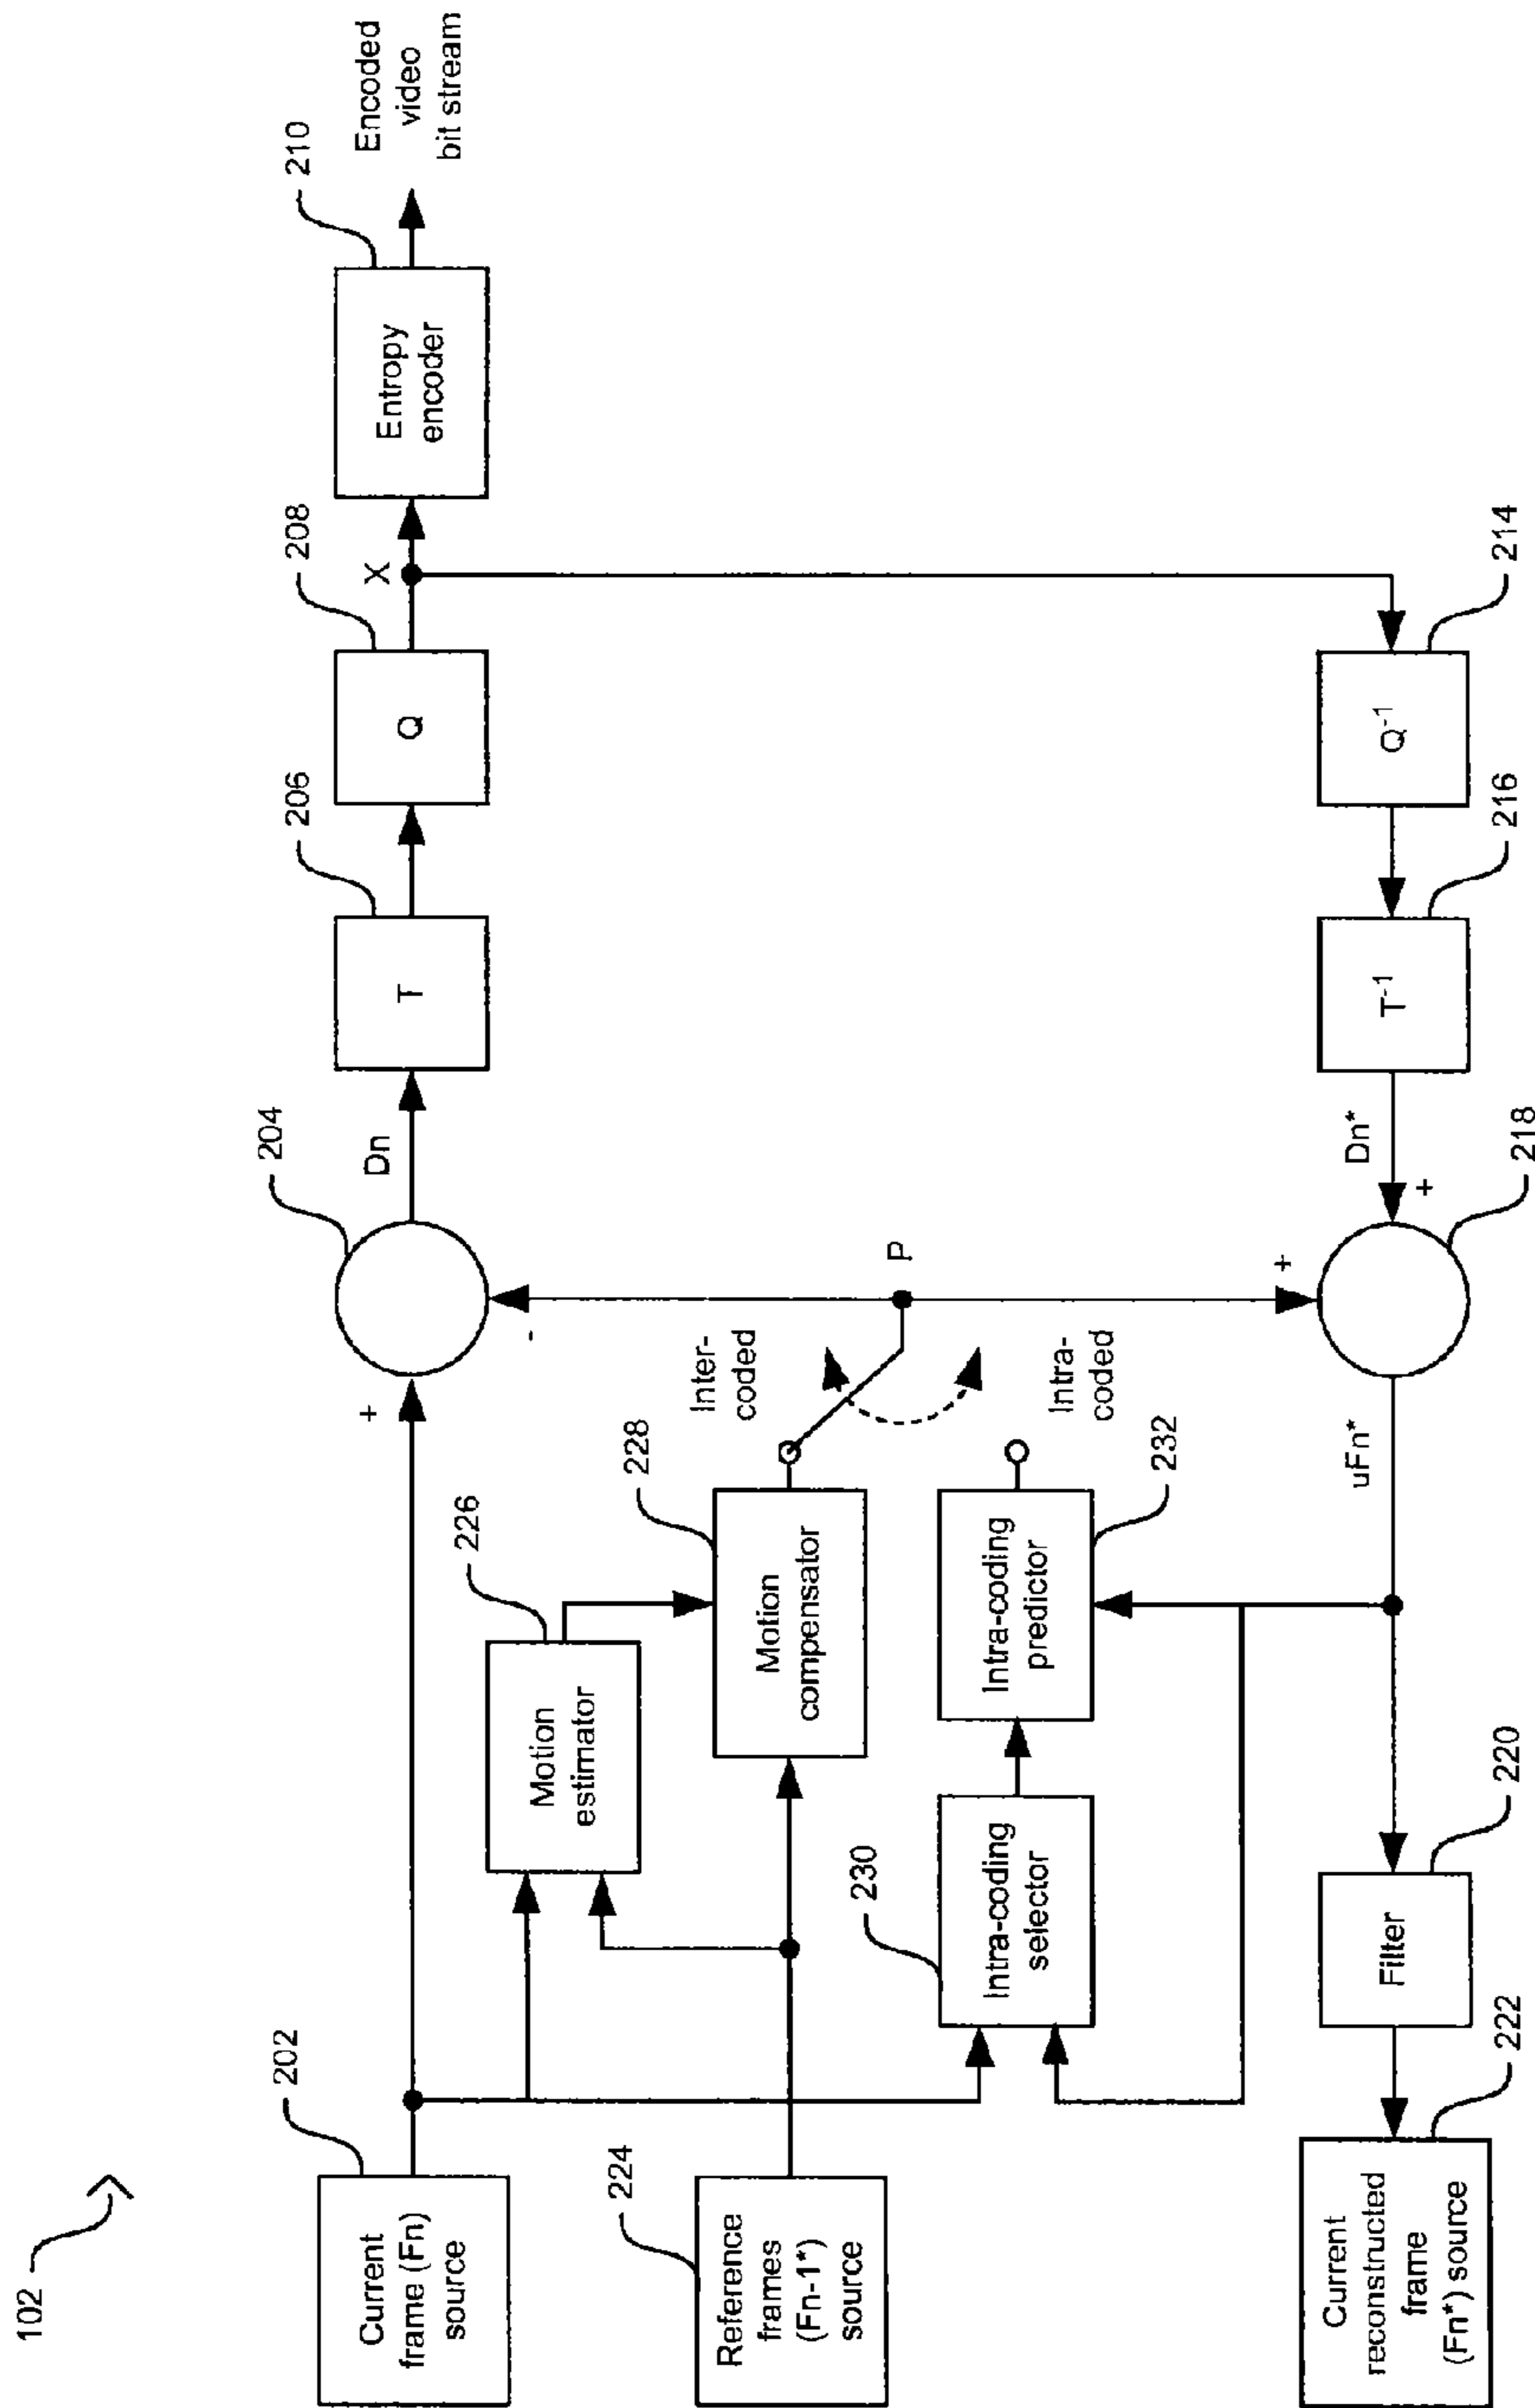 102
202
Current
frame (Fn)
source
+
204
-
Dn
206
T
208
Q
X
210
Entropy
encoder
Encoded
video
bit stream
224
Reference
frames
(Fn-1*)
source
226
Motion
estimator
228
Motion
compensator
Inter-
coded
P
230
Intra-coding
selector
232
Intra-coding
predictor
Intra-
coded
+
222
Current
reconstructed
frame
(Fn*) source
220
Filter
uFn*
218
+
Dn*
216
T-1
214
Q-1